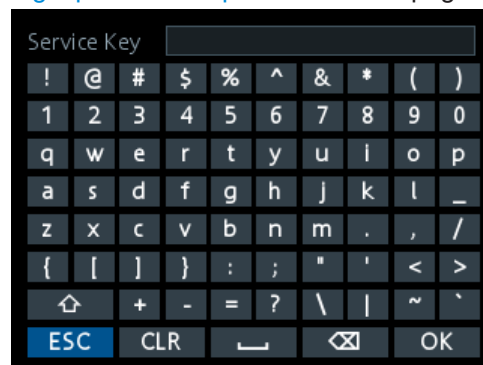 Service Key
! @ # $ % ^ & * ( )
1 2 3 4 5 6 7 8 9 0
q w e r t y u i o p
a s d f g h j k l _
z x c v b n m . , /
{ [ ] } : ; " ' < >
+ - = ? \ | ~ `
ESC CLR OK